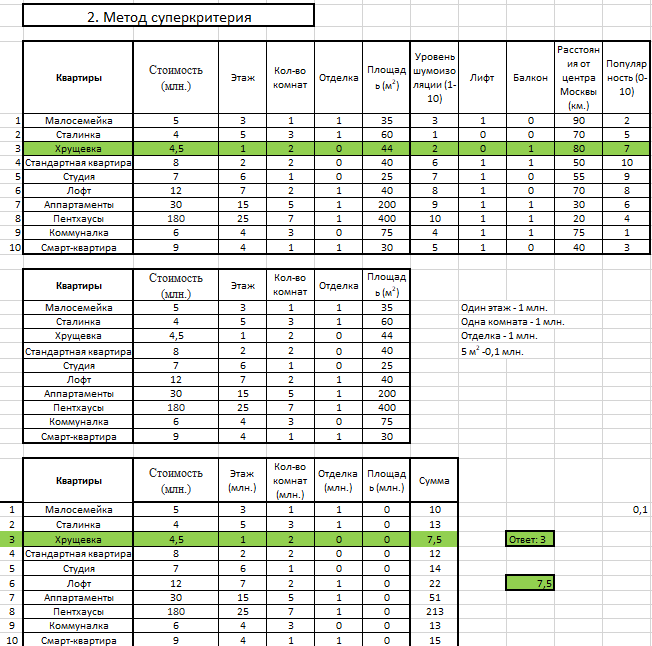 2. Метод суперкритерия
Квартиры Стоимость (млн.) Этаж Кол-во комнат Отделка Площадь (м²) Уровень шумоизоляции (1-10) Лифт Балкон Расстояния от центра Москвы (км.) Популярность (0-10)
1 Малосемейка 5 3 1 1 35 3 1 0 90 2
2 Сталинка 4 5 3 1 60 1 0 0 70 5
3 Хрущевка 4,5 1 2 0 44 2 0 1 80 7
4 Стандартная квартира 8 2 2 0 40 6 1 1 50 10
5 Студия 7 6 1 0 25 7 1 0 55 9
6 Лофт 12 7 2 1 40 8 1 0 70 8
7 Аппартаменты 30 15 5 1 200 9 1 1 30 6
8 Пентхаусы 180 25 7 1 400 10 1 1 20 4
9 Коммуналка 6 4 3 0 75 4 1 1 75 1
10 Смарт-квартира 9 4 1 1 30 5 1 0 40 3
Квартиры Стоимость (млн.) Этаж Кол-во комнат Отделка Площадь (м²)
Малосемейка 5 3 1 1 35 Один этаж - 1 млн.
Сталинка 4 5 3 1 60 Одна комната - 1 млн.
Хрущевка 4,5 1 2 0 44 Отделка - 1 млн.
Стандартная квартира 8 2 2 0 40 5 м² -0,1 млн.
Студия 7 6 1 0 25
Лофт 12 7 2 1 40
Аппартаменты 30 15 5 1 200
Пентхаусы 180 25 7 1 400
Коммуналка 6 4 3 0 75
Смарт-квартира 9 4 1 1 30
Квартиры Стоимость (млн.) Этаж (млн.) Кол-во комнат (млн.) Отделка (млн.) Площадь (млн.) Сумма
1 Малосемейка 5 3 1 1 0 10 0,1
2 Сталинка 4 5 3 1 0 13
3 Хрущевка 4,5 1 2 0 0 7,5 Ответ: 3
4 Стандартная квартира 8 2 2 0 0 12
5 Студия 7 6 1 0 0 14
6 Лофт 12 7 2 1 0 22 7,5
7 Аппартаменты 30 15 5 1 0 51
8 Пентхаусы 180 25 7 1 0 213
9 Коммуналка 6 4 3 0 0 13
10 Смарт-квартира 9 4 1 1 0 15